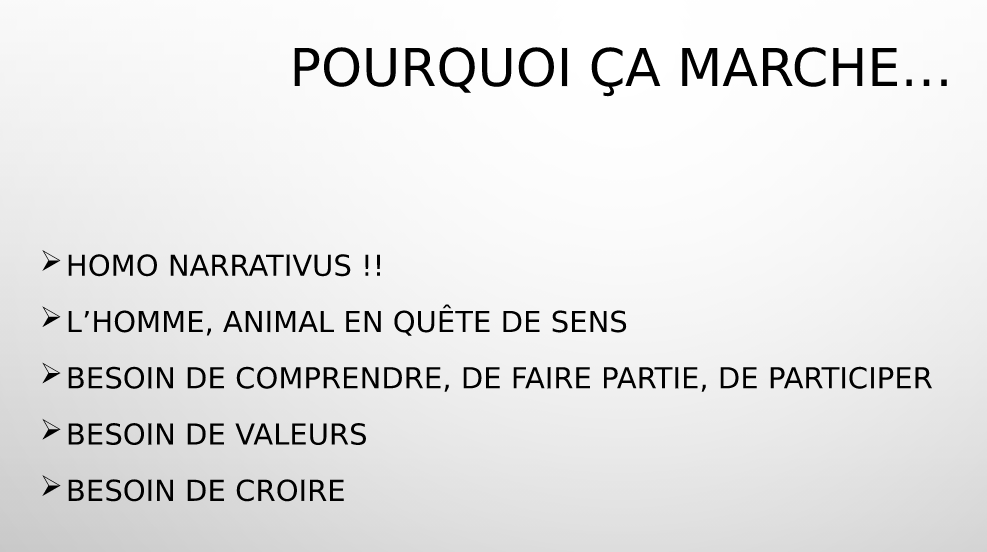 POURQUOI ÇA MARCHE…
➢HOMO NARRATIVUS !!
➢L’HOMME, ANIMAL EN QUÊTE DE SENS
➢BESOIN DE COMPRENDRE, DE FAIRE PARTIE, DE PARTICIPER
➢BESOIN DE VALEURS
➢BESOIN DE CROIRE